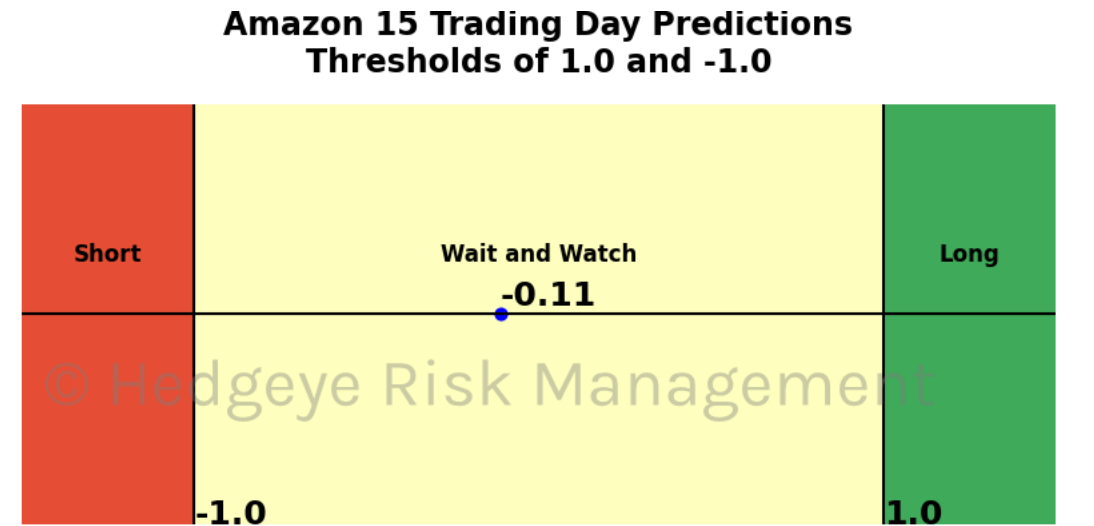 Amazon 15 Trading Day Predictions
Thresholds of 1.0 and -1.0
Short
Wait and Watch
Long
-0.11
© Hedgeye Risk Management
-1.0
1.0